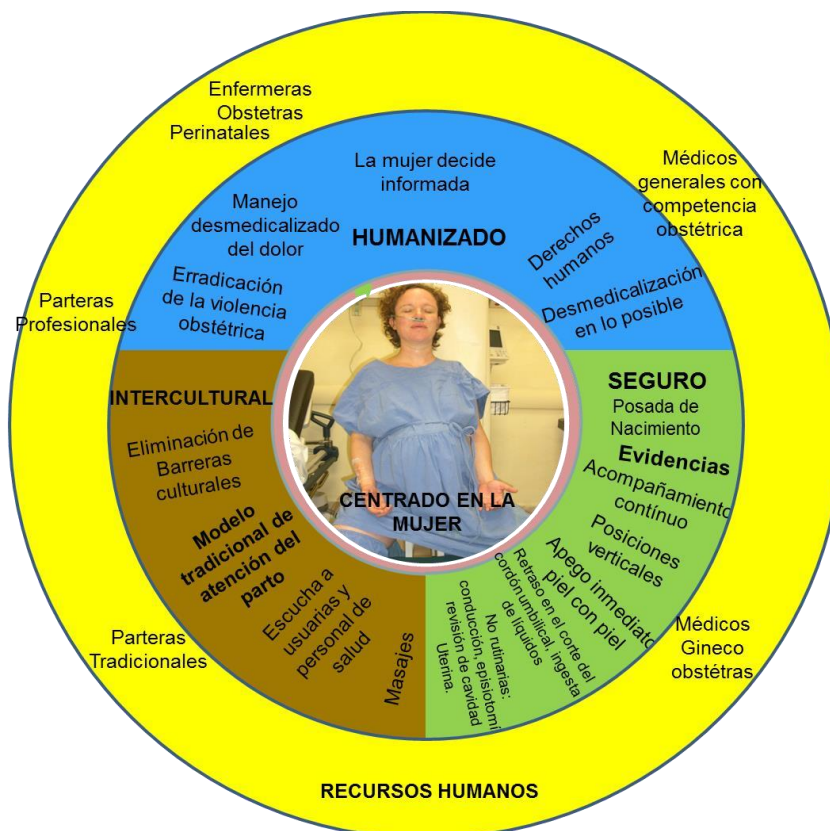 Enfermeras
Obstetras
Perinatales
Médicos
generales con
competencia
obstétrica
Parteras
Profesionales
Parteras
Tradicionales
Médicos
Gineco
obstétras
RECURSOS HUMANOS
La mujer decide
informada
HUMANIZADO
Manejo
desmedicalizado
del dolor
Erradicación
de la violencia
obstétrica
Derechos
humanos
Desmedicalización
en lo posible
INTERCULTURAL
Eliminación de
Barreras
culturales
Modelo
tradicional de
atención del
parto
Escucha a
usuarias y
personal de
salud
Masajes
SEGURO
Posada de
Nacimiento
Evidencias
Acompañamiento
contínuo
Posiciones
verticales
Apego inmediato
piel con piel
Retraso en el corte del
cordón umbilical, ingesta
de líquidos
No rutinarias:
conducción, episiotomí
revisión de cavidad
Uterina.
CENTRADO EN LA
MUJER